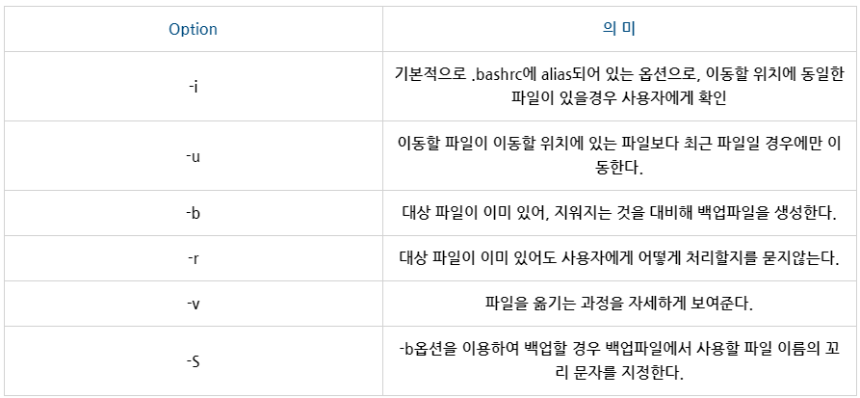 Option
의 미
-i
기본적으로 .bashrc에 alias되어 있는 옵션으로, 이동할 위치에 동일한
파일이 있을경우 사용자에게 확인
-u
이동할 파일이 이동할 위치에 있는 파일보다 최근 파일일 경우에만 이
동한다.
-b
대상 파일이 이미 있어, 지워지는 것을 대비해 백업파일을 생성한다.
-r
대상 파일이 이미 있어도 사용자에게 어떻게 처리할지를 묻지않는다.
-v
파일을 옮기는 과정을 자세하게 보여준다.
-S
-b옵션을 이용하여 백업할 경우 백업파일에서 사용할 파일 이름의 꼬
리 문자를 지정한다.